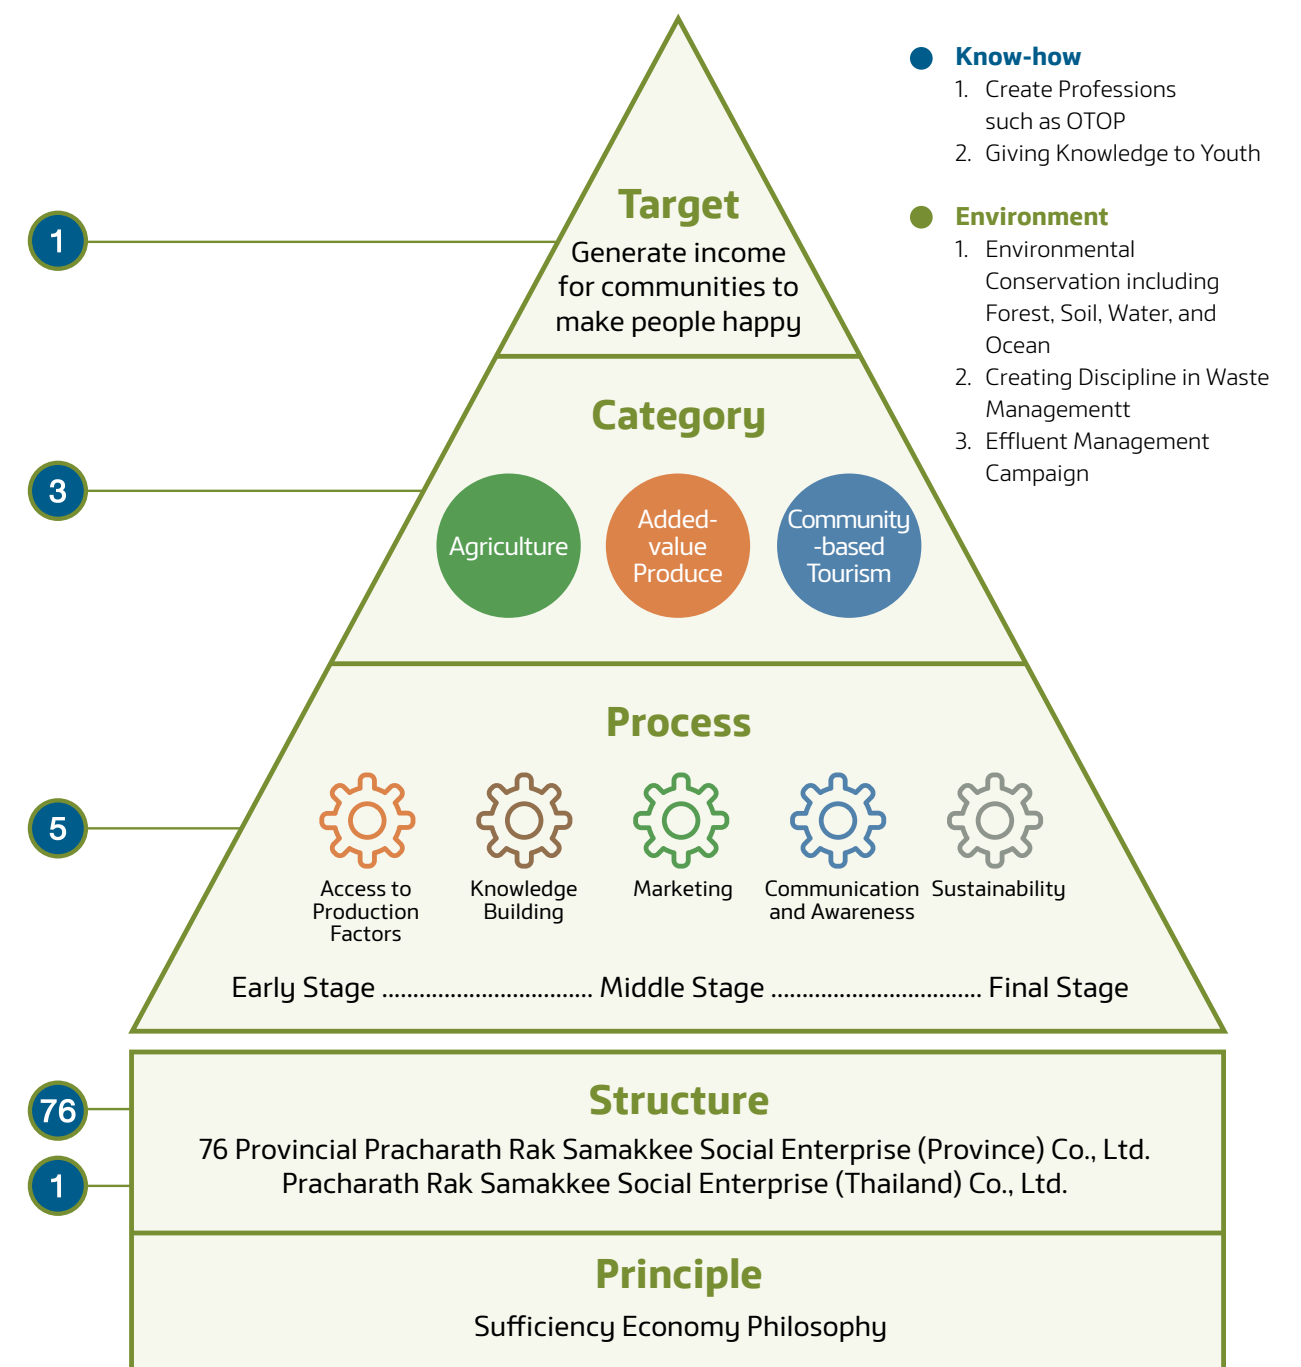 Know-how
1. Create Professions
such as OTOP
2. Giving Knowledge to Youth
Environment
1. Environmental
Conservation including
Forest, Soil, Water, and
Ocean
2. Creating Discipline in Waste
Managementt
3. Effluent Management
Campaign
1
Target
Generate income
for communities to
make people happy
3
Category
Agriculture
Added-
value
Produce
Community
-based
Tourism
5
Process
Access to
Production
Factors
Knowledge
Building
Marketing
Communication
and Awareness
Sustainability
Early Stage .................................. Middle Stage .................................. Final Stage
76
1
Structure
76 Provincial Pracharath Rak Samakkee Social Enterprise (Province) Co., Ltd.
Pracharath Rak Samakkee Social Enterprise (Thailand) Co., Ltd.
Principle
Sufficiency Economy Philosophy